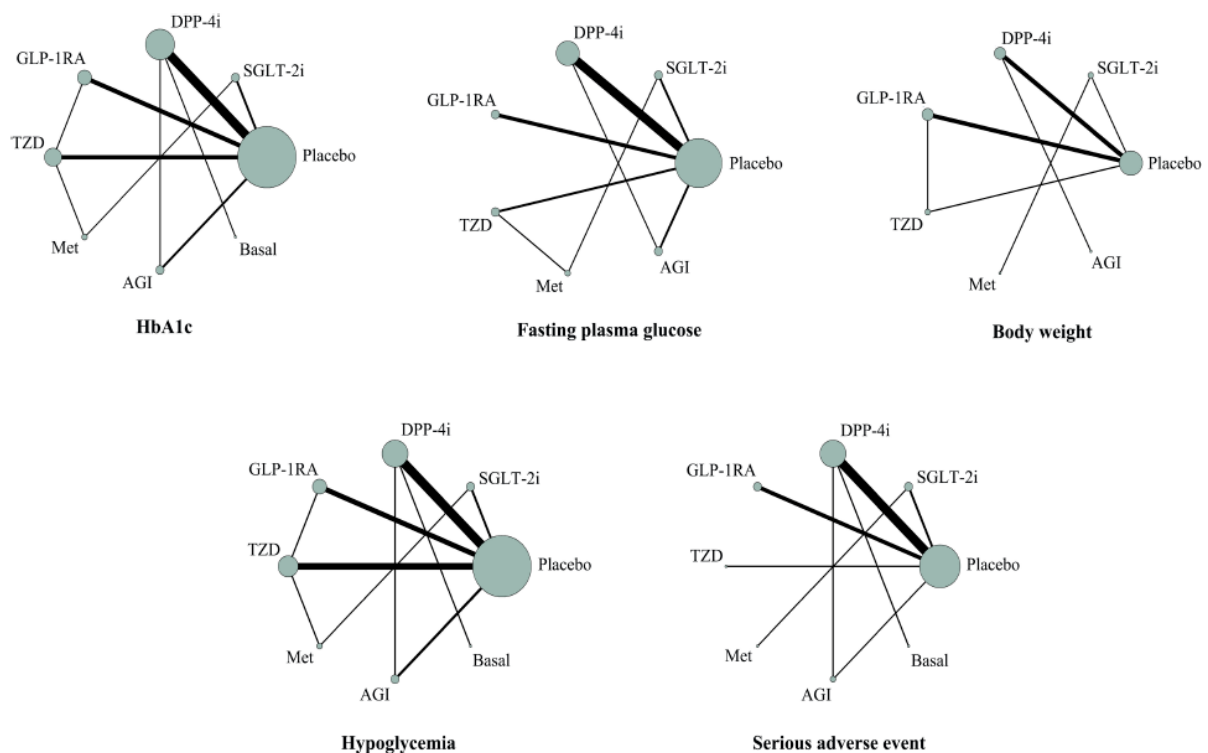 DPP-4i
GLP-1RA
SGLT-2i
TZD
Placebo
Met
Basal
AGI
HbA1c
DPP-4i
SGLT-2i
GLP-1RA
Placebo
TZD
AGI
Met
Fasting plasma glucose
DPP-4i
SGLT-2i
GLP-1RA
Placebo
TZD
AGI
Met
Body weight
DPP-4i
GLP-1RA
SGLT-2i
TZD
Placebo
Met
Basal
AGI
Hypoglycemia
DPP-4i
GLP-1RA
SGLT-2i
TZD
Placebo
Met
Basal
AGI
Serious adverse event